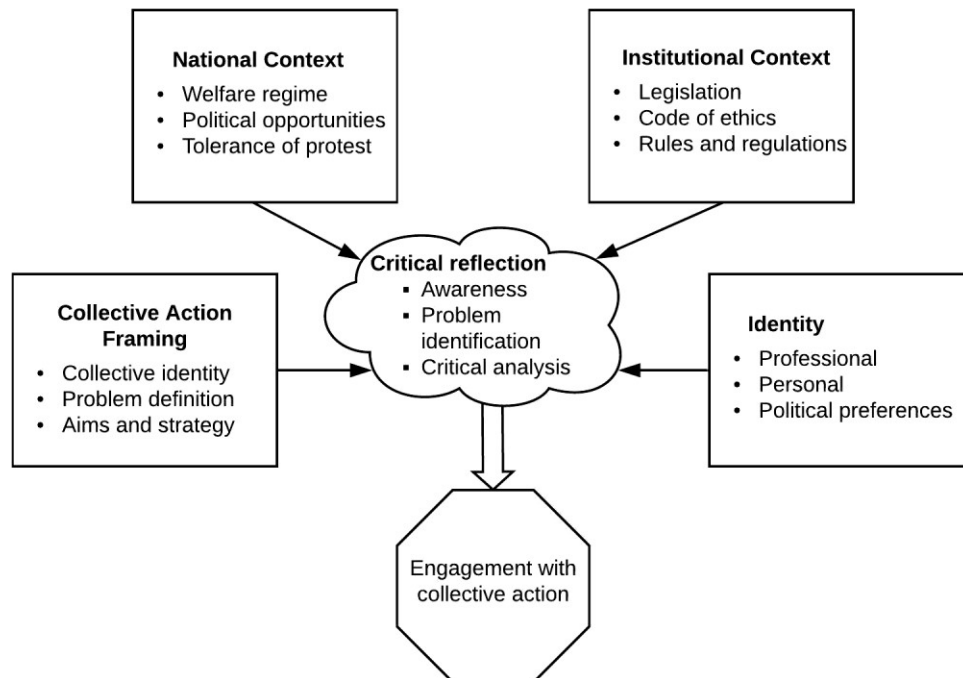 National Context
• Welfare regime
• Political opportunities
• Tolerance of protest
Institutional Context
• Legislation
• Code of ethics
• Rules and regulations
Critical reflection
▪ Awareness
▪ Problem
identification
▪ Critical analysis
Collective Action
Framing
• Collective identity
• Problem definition
• Aims and strategy
Identity
• Professional
• Personal
• Political preferences
Engagement with
collective action